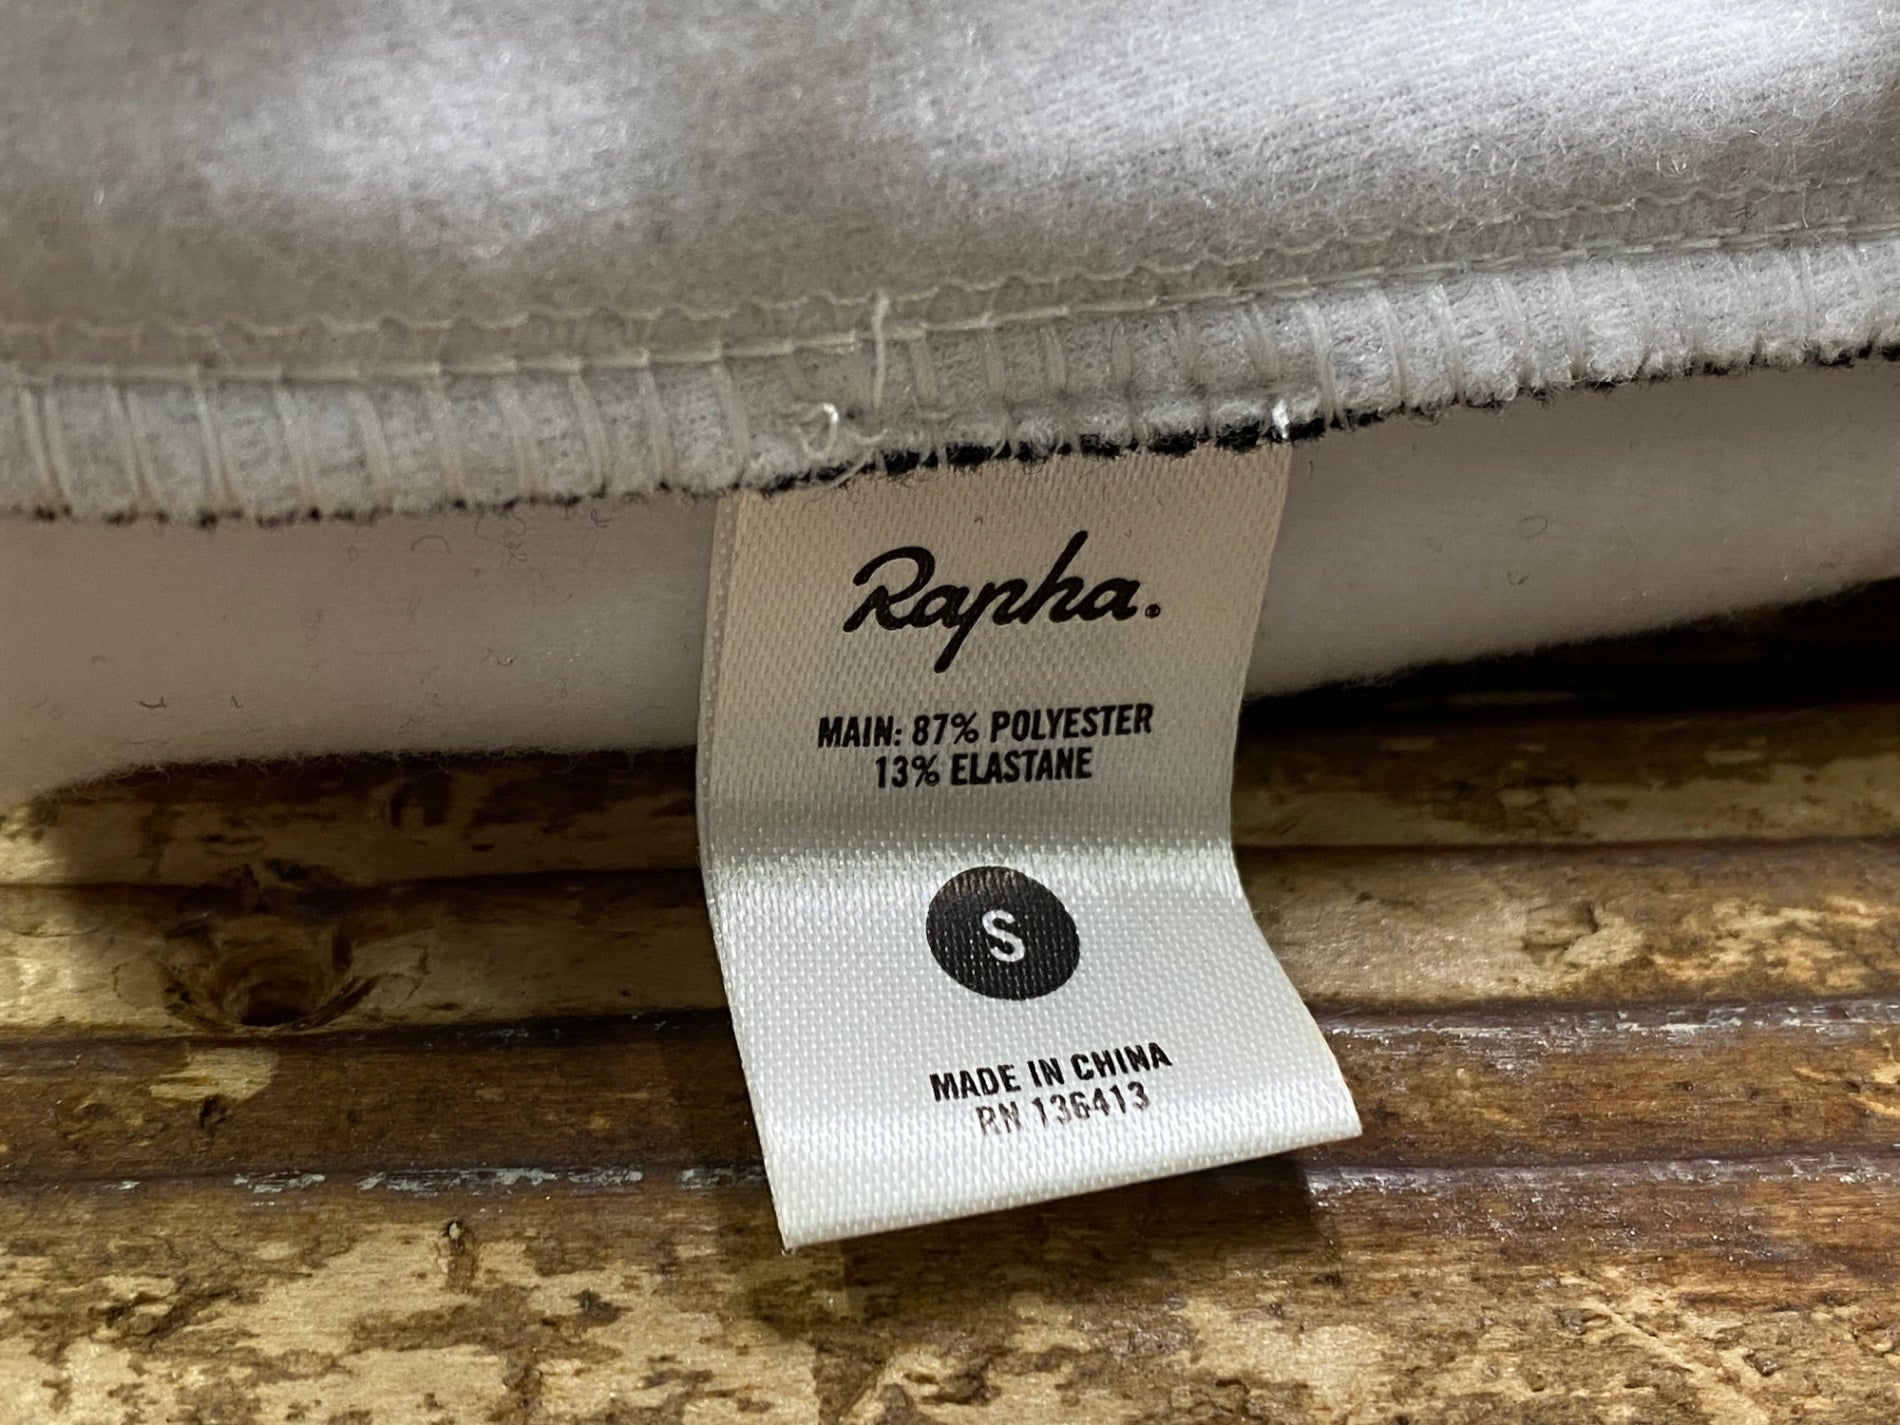 Rapha.
MAIN: 87% POLYESTER
13% ELASTANE
S
MADE IN CHINA
RN 136413